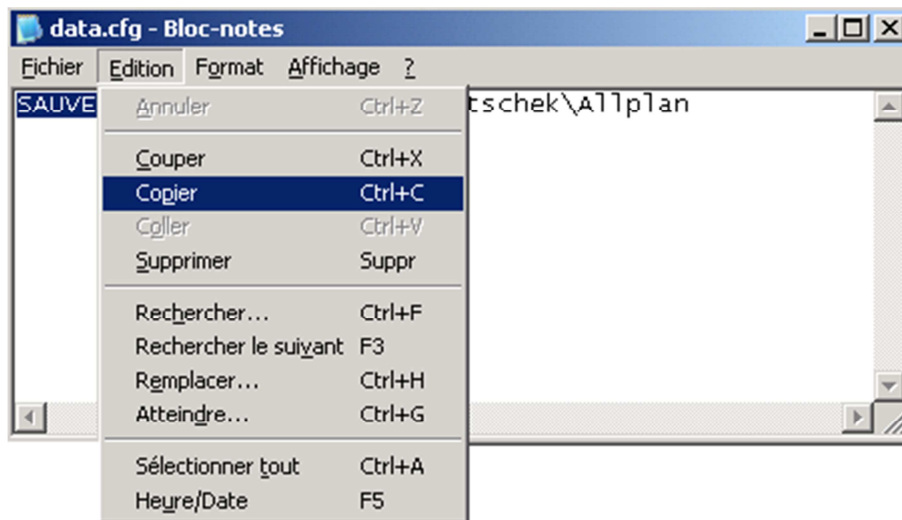 data.cfg - Bloc-notes
Fichier Edition Format Affichage ?
SAUVE tschek\Allplan
Annuler Ctrl+Z
Couper Ctrl+X
Copier Ctrl+C
Coller Ctrl+V
Supprimer Suppr
Rechercher... Ctrl+F
Rechercher le suivant F3
Remplacer... Ctrl+H
Atteindre... Ctrl+G
Sélectionner tout Ctrl+A
Heure/Date F5